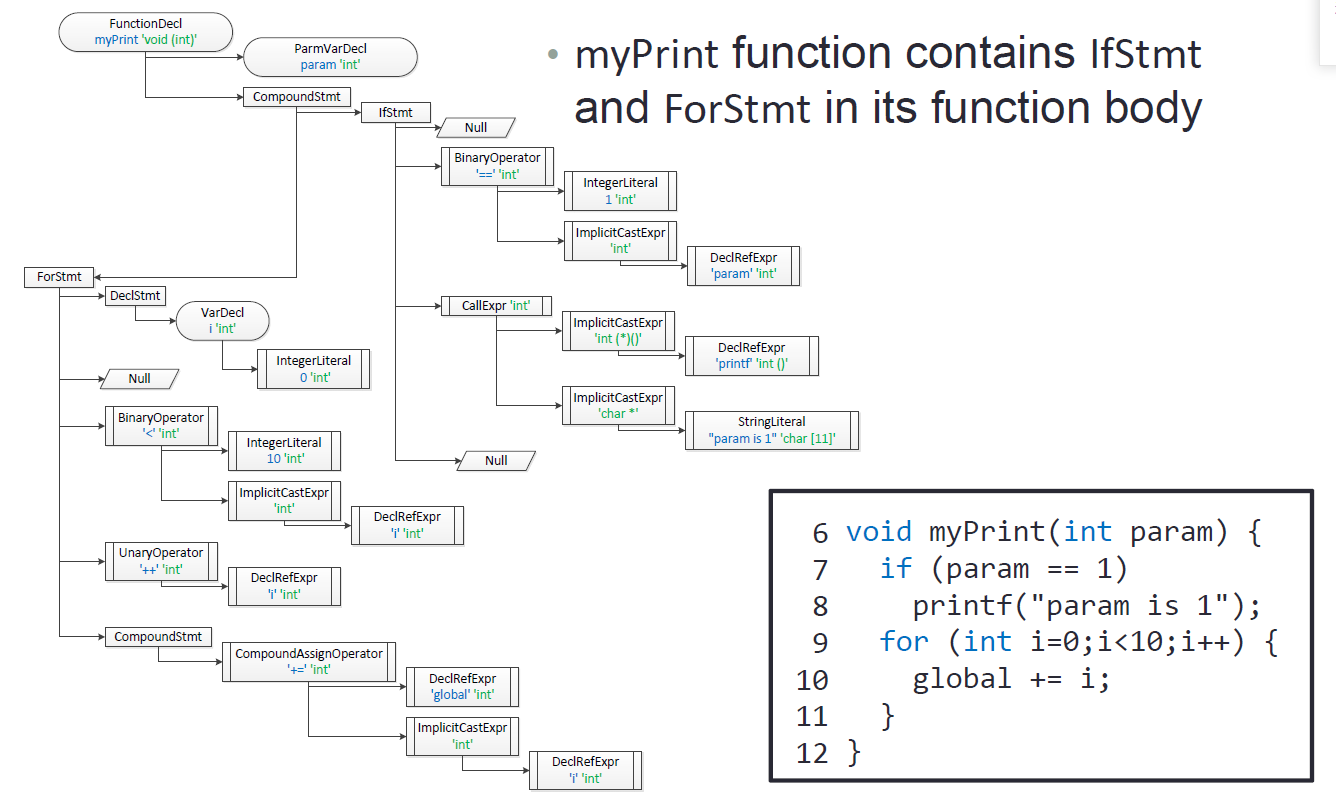 FunctionDecl
myPrint 'void (int)'
ParmVarDecl
param 'int'
CompoundStmt
IfStmt
Null
BinaryOperator
'==' 'int'
IntegerLiteral
1 'int'
ImplicitCastExpr
'int'
DeclRefExpr
'param' 'int'
CallExpr 'int'
ImplicitCastExpr
'int (*)()'
DeclRefExpr
'printf' 'int ()'
ImplicitCastExpr
'char *'
StringLiteral
"param is 1" 'char [11]'
Null
ForStmt
DeclStmt
VarDecl
i 'int'
IntegerLiteral
0 'int'
Null
BinaryOperator
'<' 'int'
IntegerLiteral
10 'int'
ImplicitCastExpr
'int'
DeclRefExpr
'i' 'int'
UnaryOperator
'++' 'int'
DeclRefExpr
'i' 'int'
CompoundStmt
CompoundAssignOperator
'+=' 'int'
DeclRefExpr
'global' 'int'
ImplicitCastExpr
'int'
DeclRefExpr
'i' 'int'
• myPrint function contains IfStmt
and ForStmt in its function body
6 void myPrint(int param) {
7   if (param == 1)
8     printf("param is 1");
9   for (int i=0;i<10;i++) {
10     global += i;
11   }
12 }